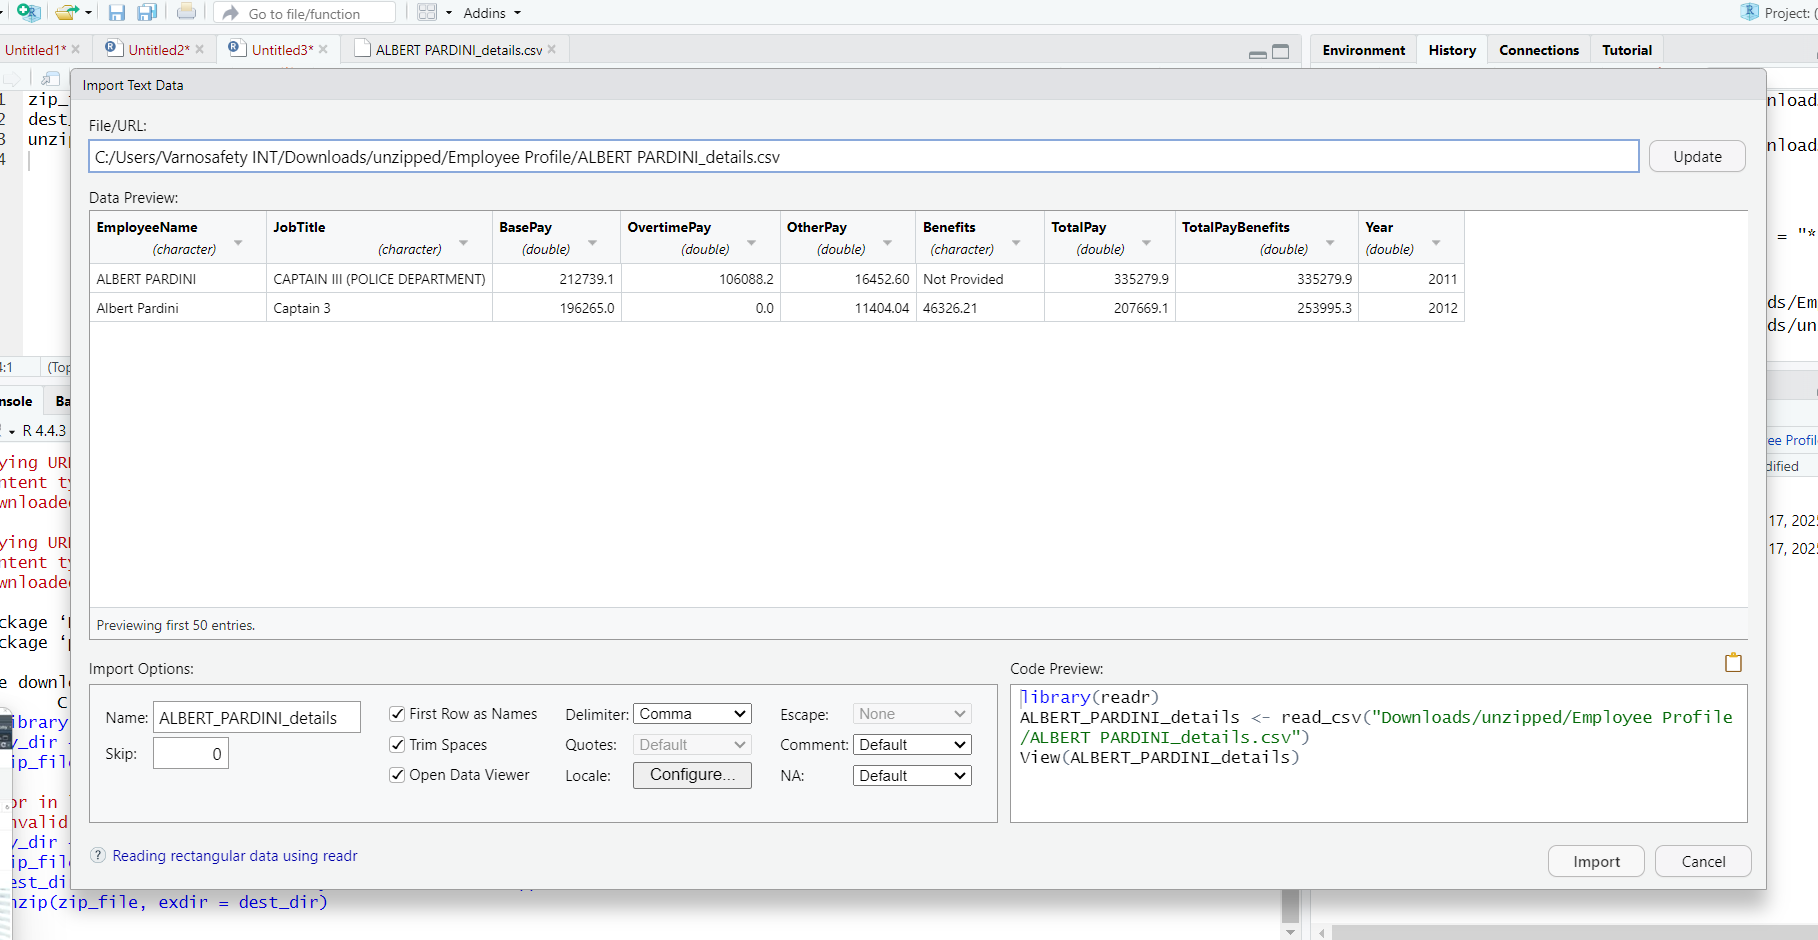 Go to file/function
Addins
Project: (
Untitled1*
Untitled2*
Untitled3*
ALBERT PARDINI_details.csv
Environment
History
Connections
Tutorial
1
zip_
2
dest_
3
unzip
4
4:1
(Top
nsole
Ba
R 4.4.3
ying URL
ntent ty
wnloaded
ying URL
ntent ty
wnloaded
ckage ‘
ckage ‘
e downl
C
ibrary
y_dir
ip_file
or in
nvalid
y_dir
ip_file
est_di
nzip(zip_file, exdir = dest_dir)
Import Text Data
File/URL:
C:/Users/Varnosafety INT/Downloads/unzipped/Employee Profile/ALBERT PARDINI_details.csv
Update
Data Preview:
EmployeeName (character) JobTitle (character) BasePay (double) OvertimePay (double) OtherPay (double) Benefits (character) TotalPay (double) TotalPayBenefits (double) Year (double)
ALBERT PARDINI CAPTAIN III (POLICE DEPARTMENT) 212739.1 106088.2 16452.60 Not Provided 335279.9 335279.9 2011
Albert Pardini Captain 3 196265.0 0.0 11404.04 46326.21 207669.1 253995.3 2012
Previewing first 50 entries.
Import Options:
Name: ALBERT_PARDINI_details
Skip: 0
First Row as Names
Trim Spaces
Open Data Viewer
Delimiter: Comma
Quotes: Default
Locale: Configure...
Escape: None
Comment: Default
NA: Default
Code Preview:
library(readr)
ALBERT_PARDINI_details <- read_csv("Downloads/unzipped/Employee Profile
/ALBERT PARDINI_details.csv")
View(ALBERT_PARDINI_details)
? Reading rectangular data using readr
Import
Cancel
nload
nload
= "*
ds/Em
ds/un
ee Profil
dified
17, 202
17, 202